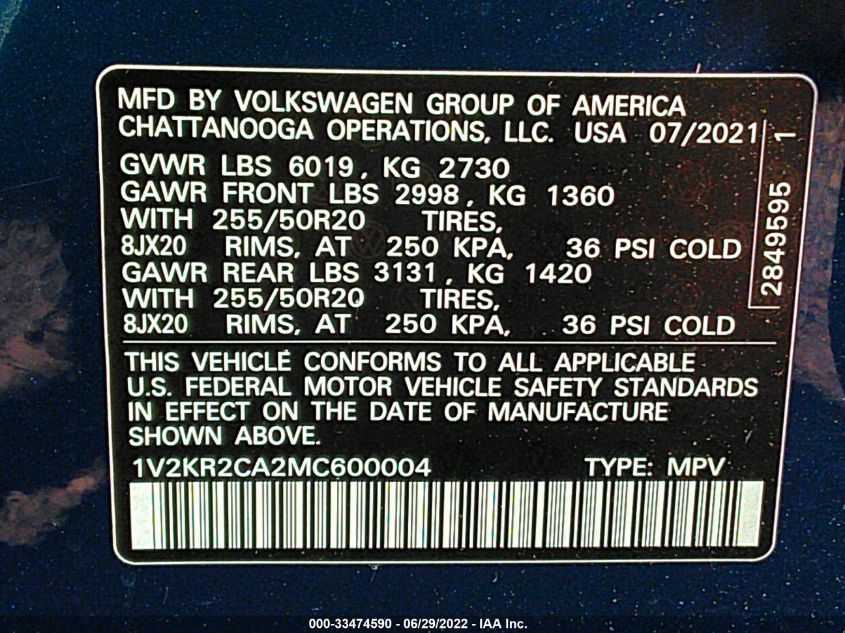 MFD BY VOLKSWAGEN GROUP OF AMERICA
CHATTANOOGA OPERATIONS, LLC. USA 07/2021
GVWR LBS 6019, KG 2730
GAWR FRONT LBS 2998, KG 1360
WITH 255/50R20 TIRES,
8JX20 RIMS, AT 250 KPA, 36 PSI COLD
GAWR REAR LBS 3131, KG 1420
WITH 255/50R20 TIRES,
8JX20 RIMS, AT 250 KPA, 36 PSI COLD
2849595 1
THIS VEHICLE CONFORMS TO ALL APPLICABLE
U.S. FEDERAL MOTOR VEHICLE SAFETY STANDARDS
IN EFFECT ON THE DATE OF MANUFACTURE
SHOWN ABOVE.
1V2KR2CA2MC600004 TYPE: MPV
000-33474590 - 06/29/2022 - IAA Inc.